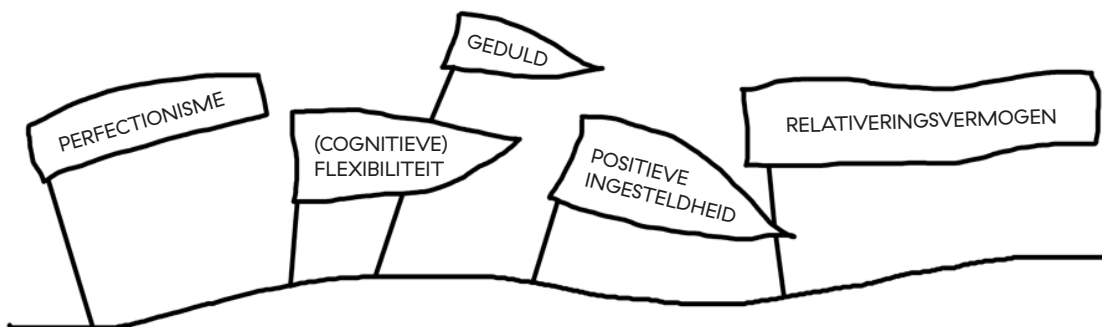 PERFECTIONISME
(COGNITIEVE)
FLEXIBILITEIT
GEDULD
POSITIEVE
INGESTELDHEID
RELATIVERINGSVERMOGEN